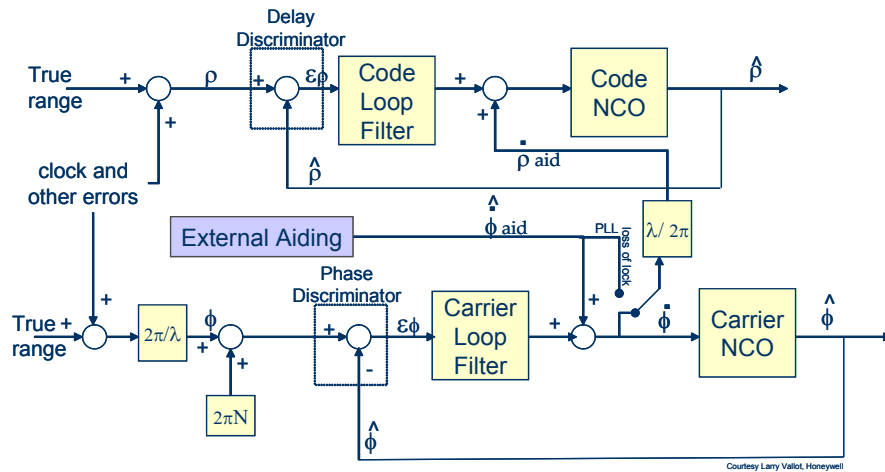 Delay
Discriminator
True
range
+
+
ρ
+
ερ
Code
Loop
Filter
+
+
Code
NCO
ρ̂
ρ̂
ρ̇ aid
clock and
other errors
External Aiding
ϕ̂̇ aid
PLL
loss of lock
λ/ 2π
Phase
Discriminator
True
range
+
+
2π/λ
ϕ
+
+
2πN
+
-
εϕ
Carrier
Loop
Filter
+
+
ϕ̇
Carrier
NCO
ϕ̂
ϕ̂
Courtesy Larry Vallot, Honeywell